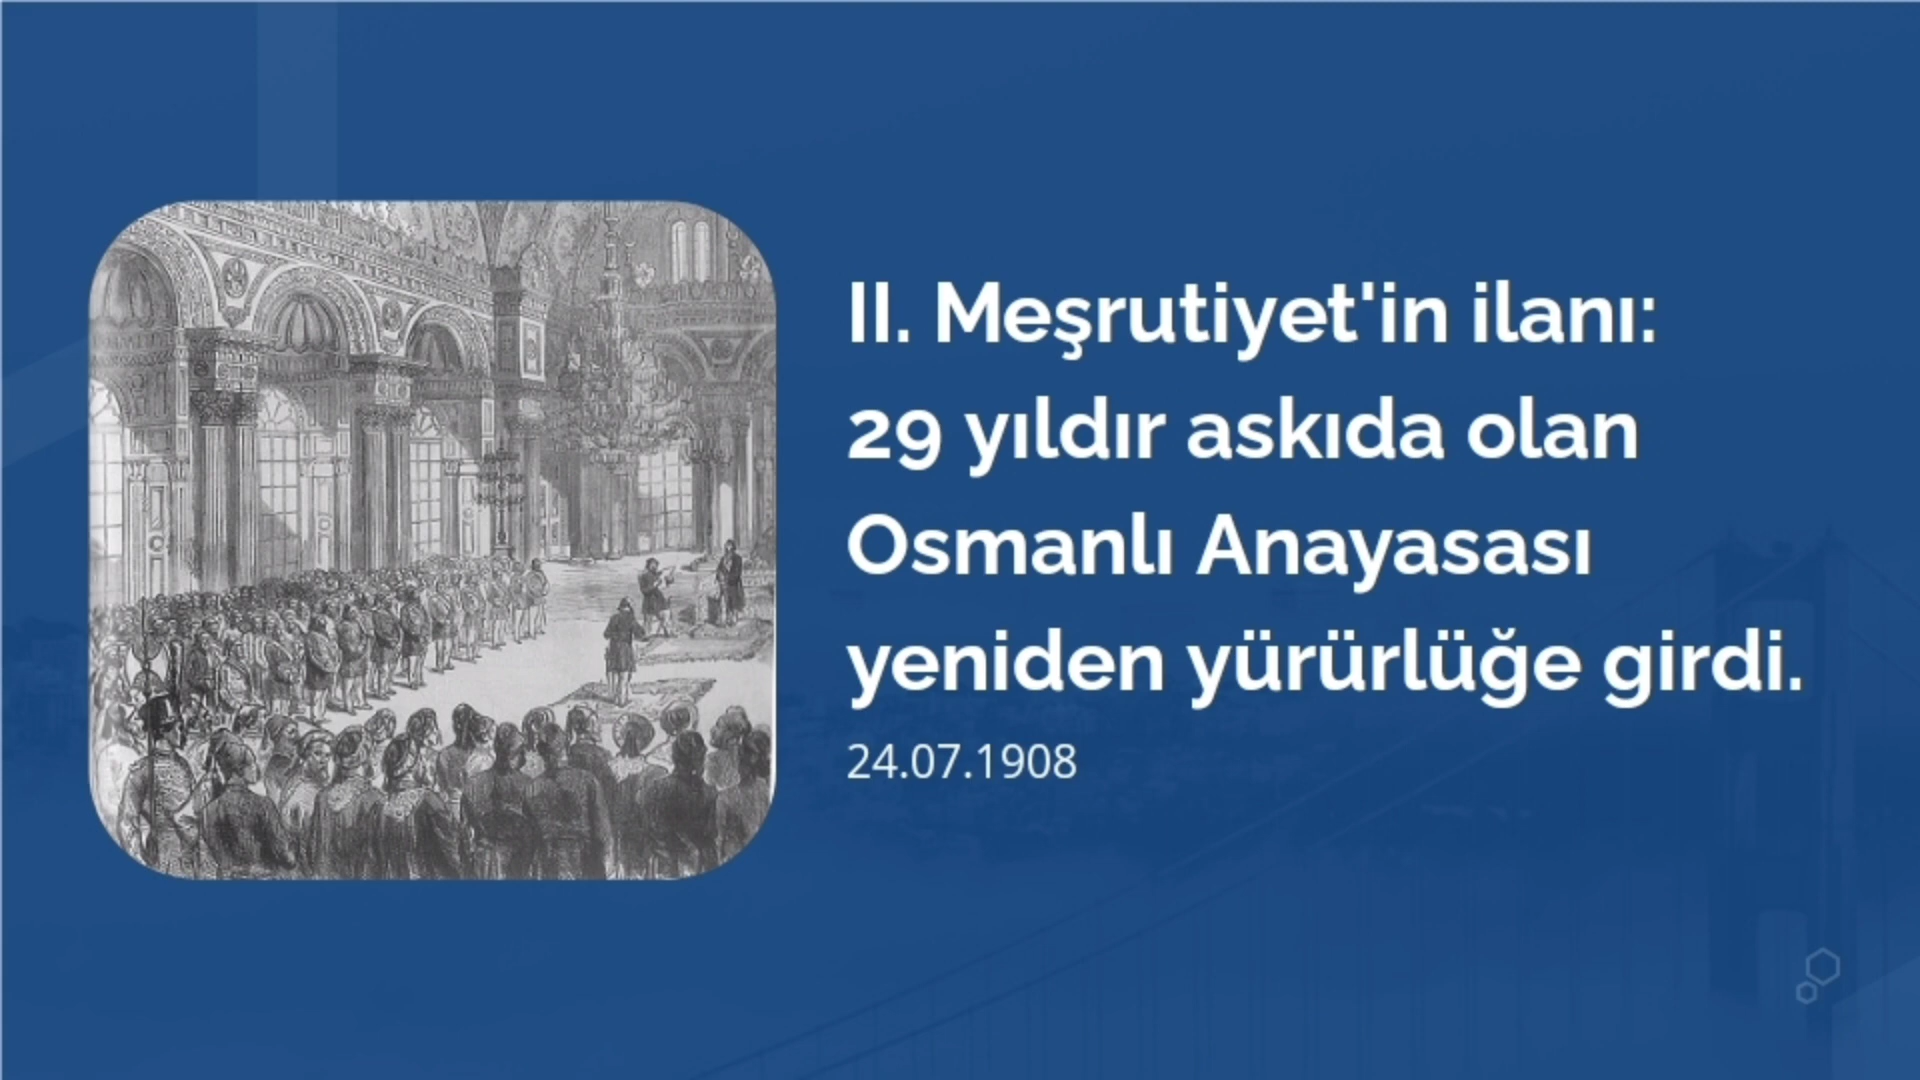 II. Meşrutiyet'in ilanı:
29 yıldır askıda olan
Osmanlı Anayasası
yeniden yürürlüğe girdi.
24.07.1908